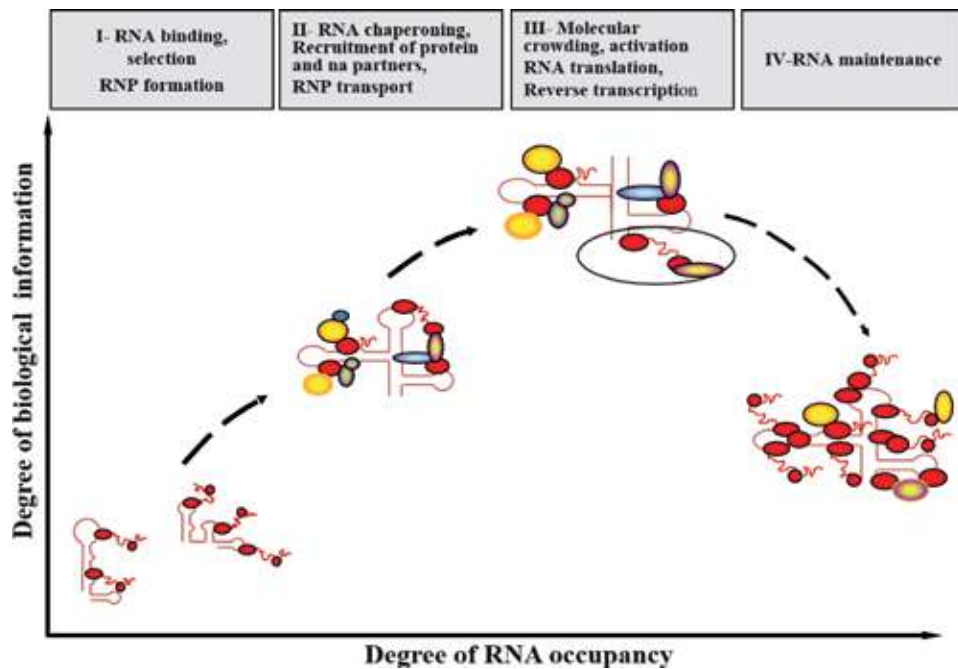 I- RNA binding,
selection
RNP formation
II- RNA chaperoning,
Recruitment of protein
and na partners,
RNP transport
III- Molecular
crowding, activation
RNA translation,
Reverse transcription
IV-RNA maintenance
Degree of biological information
Degree of RNA occupancy